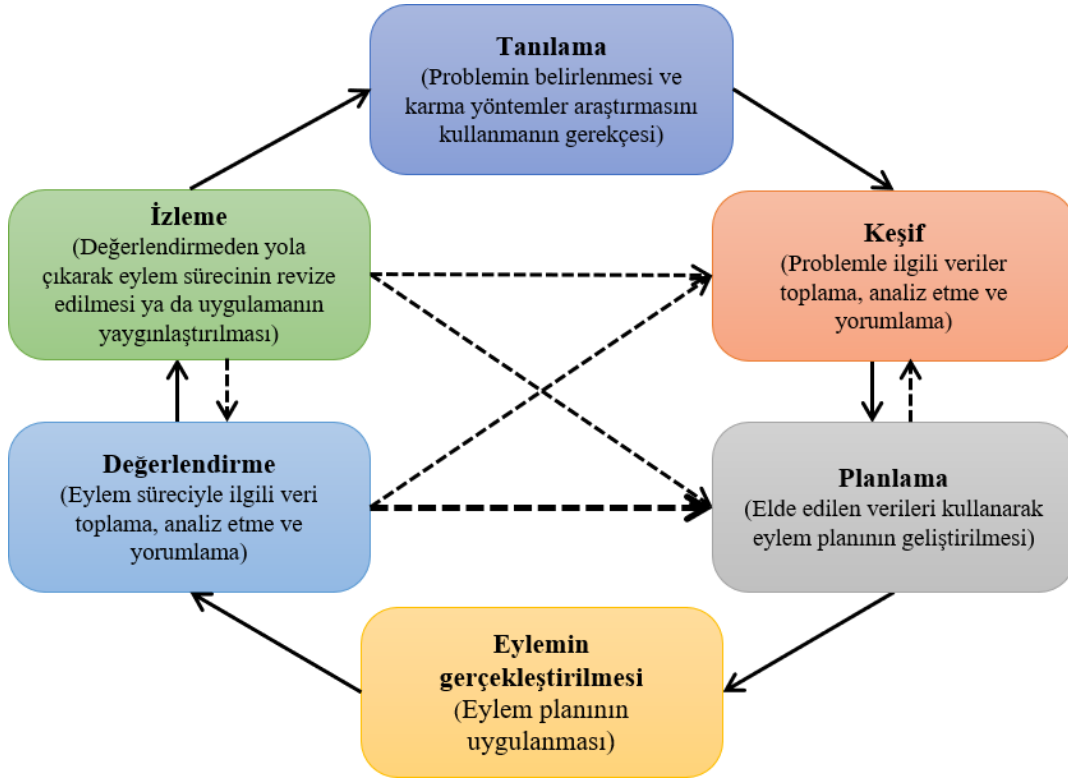 Tanılama
(Problemin belirlenmesi ve
karma yöntemler araştırmasını
kullanmanın gerekçesi)
İzleme
(Değerlendirmeden yola
çıkarak eylem sürecinin revize
edilmesi ya da uygulamanın
yaygınlaştırılması)
Keşif
(Problemle ilgili veriler
toplama, analiz etme ve
yorumlama)
Değerlendirme
(Eylem süreciyle ilgili veri
toplama, analiz etme ve
yorumlama)
Planlama
(Elde edilen verileri kullanarak
eylem planının geliştirilmesi)
Eylemin
gerçekleştirilmesi
(Eylem planının
uygulanması)